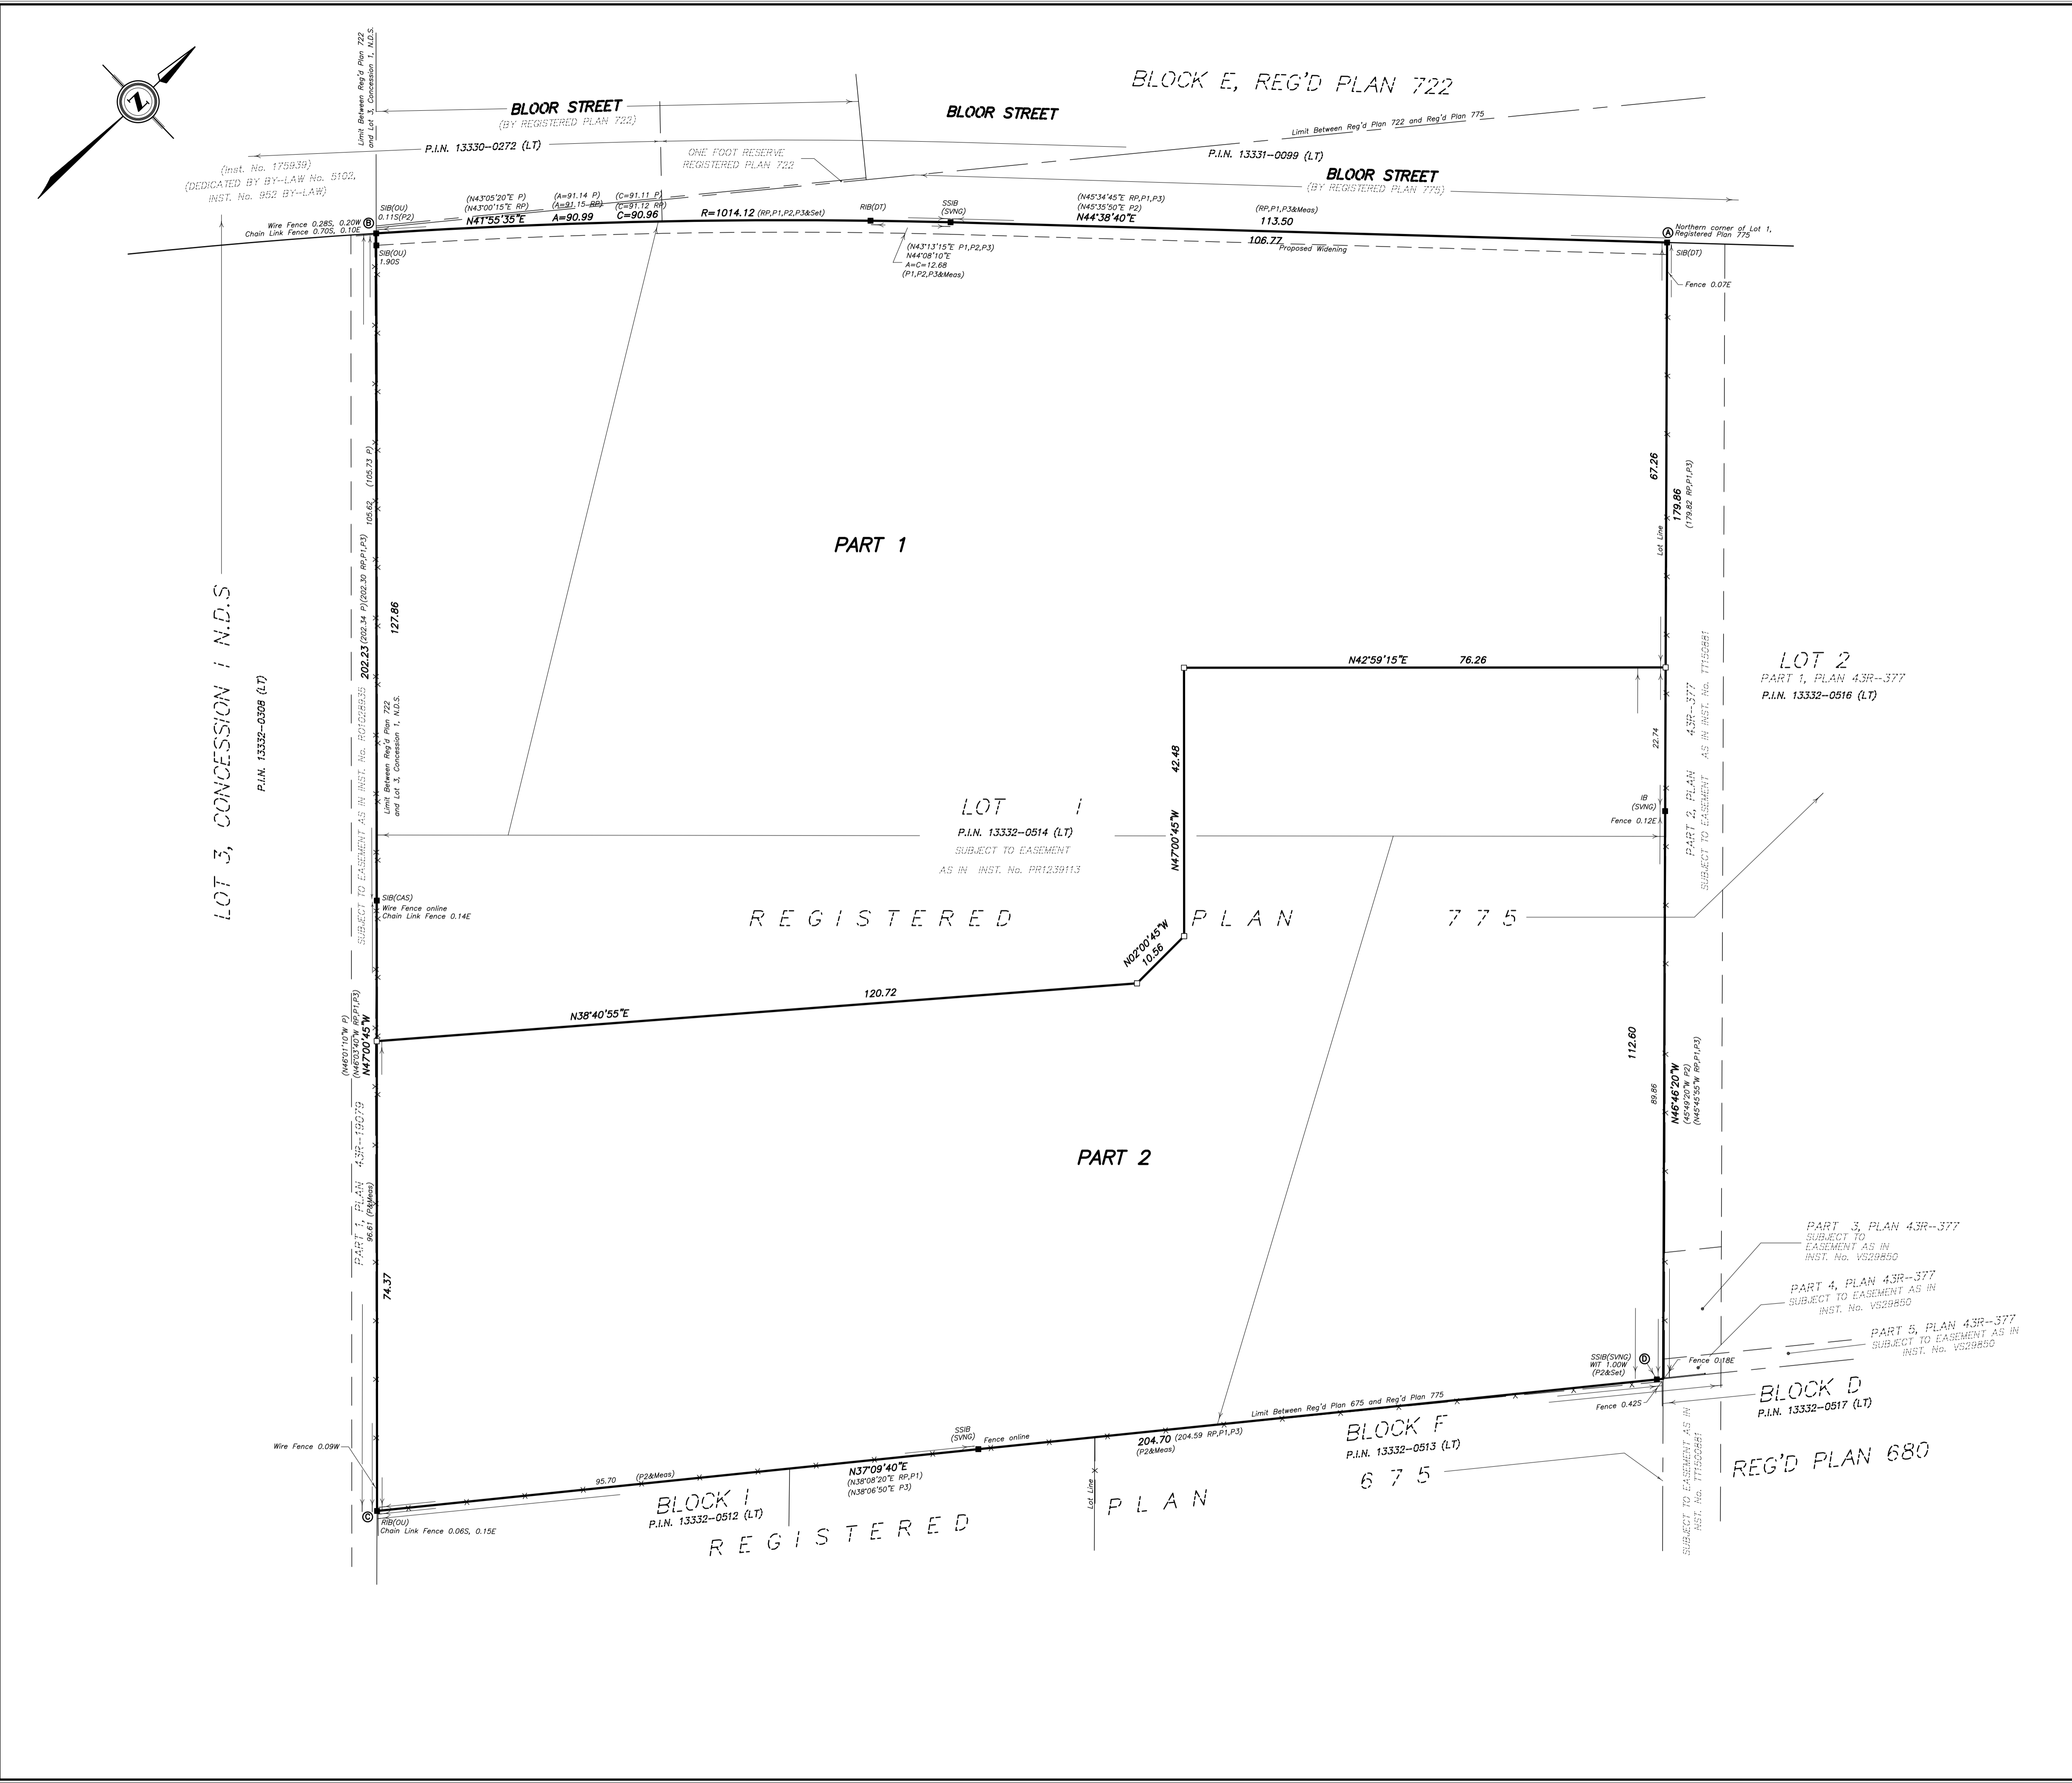 Limit Between Reg'd Plan 722
and Lot 3, Concession 1, N.D.S.
N
BLOCK E, REG'D PLAN 722
BLOOR STREET
(BY REGISTERED PLAN 722)
BLOOR STREET
Limit Between Reg'd Plan 722 and Reg'd Plan 775
P.I.N. 13330-0272 (LT)
ONE FOOT RESERVE
REGISTERED PLAN 722
P.I.N. 13331-0099 (LT)
(Inst. No. 175939)
(DEDICATED BY BY-LAW No. 5102,
INST. No. 952 BY-LAW)
BLOOR STREET
(BY REGISTERED PLAN 775)
SIB(OU)
0.11S(P2)
Wire Fence 0.28S, 0.20W
Chain Link Fence 0.70S, 0.10E
B
(N43°05'20"E P)
(N43°00'15"E RP)
N41°55'35"E
(A=91.14 P)
(A=91.15 RP)
A=90.99
(C=91.11 P)
(C=91.12 RP)
C=90.96
R=1014.12 (RP,P1,P2,P3&Set)
RIB(DT)
SSIB
(SVNG)
(N45°34'45"E RP,P1,P3)
(N45°35'50"E P2)
N44°38'40"E
(RP,P1,P3&Meas)
113.50
106.77
Proposed Widening
A
Northern corner of Lot 1,
Registered Plan 775
SIB(DT)
SIB(OU)
1.90S
(N43°13'15"E P1,P2,P3)
N44°08'10"E
A=C=12.68
(P1,P2,P3&Meas)
Fence 0.07E
105.62 (105.73 P)
202.23 (202.34 P)(202.30 RP,P1,P3)
127.86
PART 1
67.26
179.86
(179.82 RP,P1,P3)
Lot Line
N42°59'15"E 76.26
LOT 2
PART 1, PLAN 43R-377
P.I.N. 13332-0516 (LT)
LOT 3, CONCESSION 1 N.D.S
P.I.N. 13332-0308 (LT)
SUBJECT TO EASEMENT AS IN INST. No. RO1028935
Limit Between Reg'd Plan 722
and Lot 3, Concession 1, N.D.S.
42.48
N47°00'45"W
22.74
IB
(SVNG)
Fence 0.12E
PART 2, PLAN 43R-377
SUBJECT TO EASEMENT AS IN INST. No. TT150881
LOT 1
P.I.N. 13332-0514 (LT)
SUBJECT TO EASEMENT
AS IN INST. No. PR1239113
SIB(CAS)
Wire Fence online
Chain Link Fence 0.14E
REGISTERED PLAN 775
N02°00'45"W
10.56
120.72
N38°40'55"E
(N46°01'10"W P)
(N46°03'40"W RP,P1,P3)
N47°00'45"W
112.60
89.86
N46°46'20"W
(45°49'20"W P2)
(N45°45'55"W RP,P1,P3)
PART 2
PART 1, PLAN 43R-19079
96.61 (P&Meas)
74.37
PART 3, PLAN 43R-377
SUBJECT TO
EASEMENT AS IN
INST. No. VS29850
PART 4, PLAN 43R-377
SUBJECT TO EASEMENT AS IN
INST. No. VS29850
PART 5, PLAN 43R-377
SUBJECT TO EASEMENT AS IN
INST. No. VS29850
SSIB(SVNG)
WIT 1.00W
(P2&Set)
D
Fence 0.18E
Fence 0.42S
BLOCK D
P.I.N. 13332-0517 (LT)
Limit Between Reg'd Plan 675 and Reg'd Plan 775
BLOCK F
P.I.N. 13332-0513 (LT)
SSIB
(SVNG)
Fence online
204.70 (204.59 RP,P1,P3)
(P2&Meas)
Wire Fence 0.09W
95.70 (P2&Meas)
N37°09'40"E
(N38°08'20"E RP,P1)
(N38°06'50"E P3)
Lot Line
C
RIB(OU)
Chain Link Fence 0.06S, 0.15E
BLOCK I
P.I.N. 13332-0512 (LT)
REGISTERED PLAN 675
SUBJECT TO EASEMENT AS IN
INST. No. TT1500881
REG'D PLAN 680